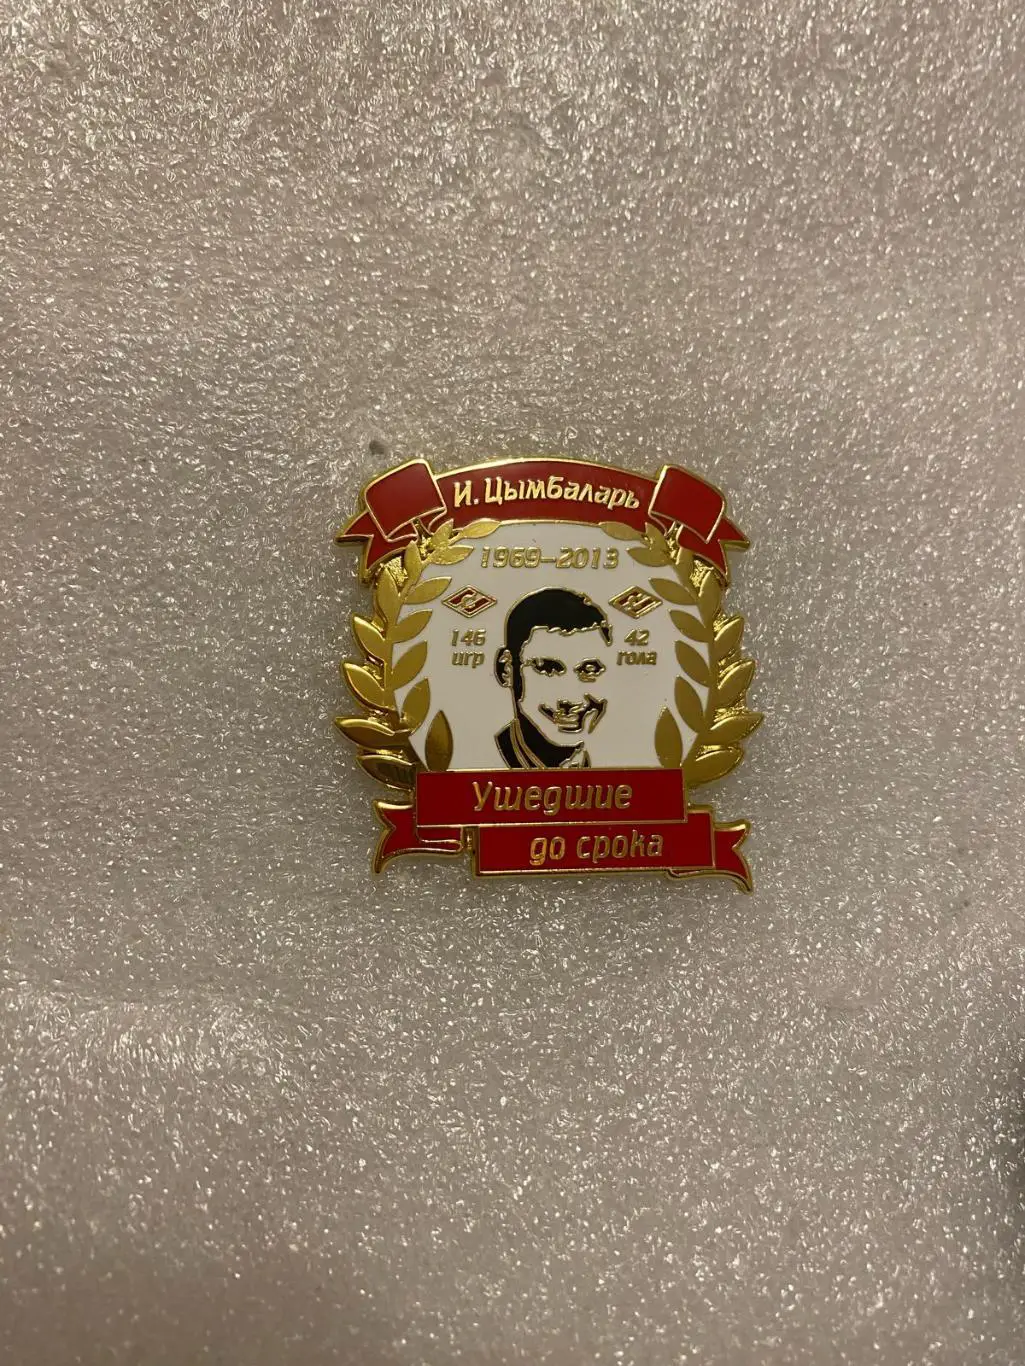 И. Цымбаларь
1969-2013
146 42
игр гола
Ушедшие
до срока